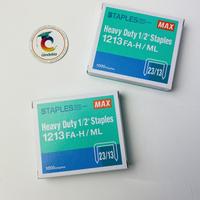 STAPLES
MAX
Heavy Duty 1/2" Staples
1213 FA-H/ML
23/13
STAPLES
MAX
Heavy Duty 1/2" Staples
1213 FA-H/ML
23/13